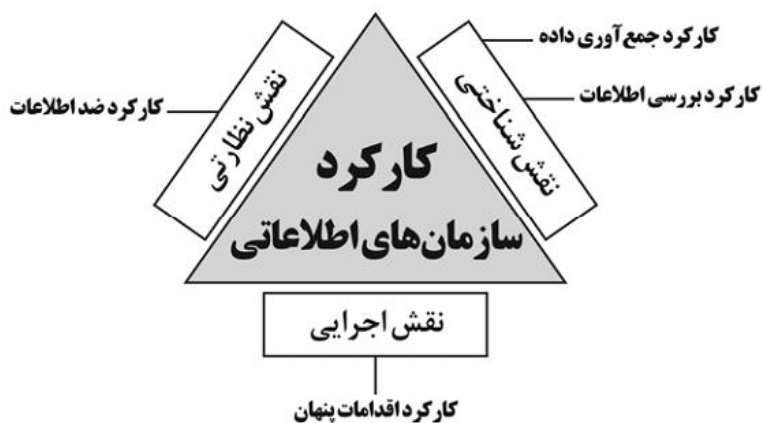 کارکرد جمع‌آوری داده
کارکرد بررسی اطلاعات
نقش شناختی
نقش نظارتی
کارکرد ضد اطلاعات
کارکرد
سازمان‌های اطلاعاتی
نقش اجرایی
کارکرد اقدامات پنهان